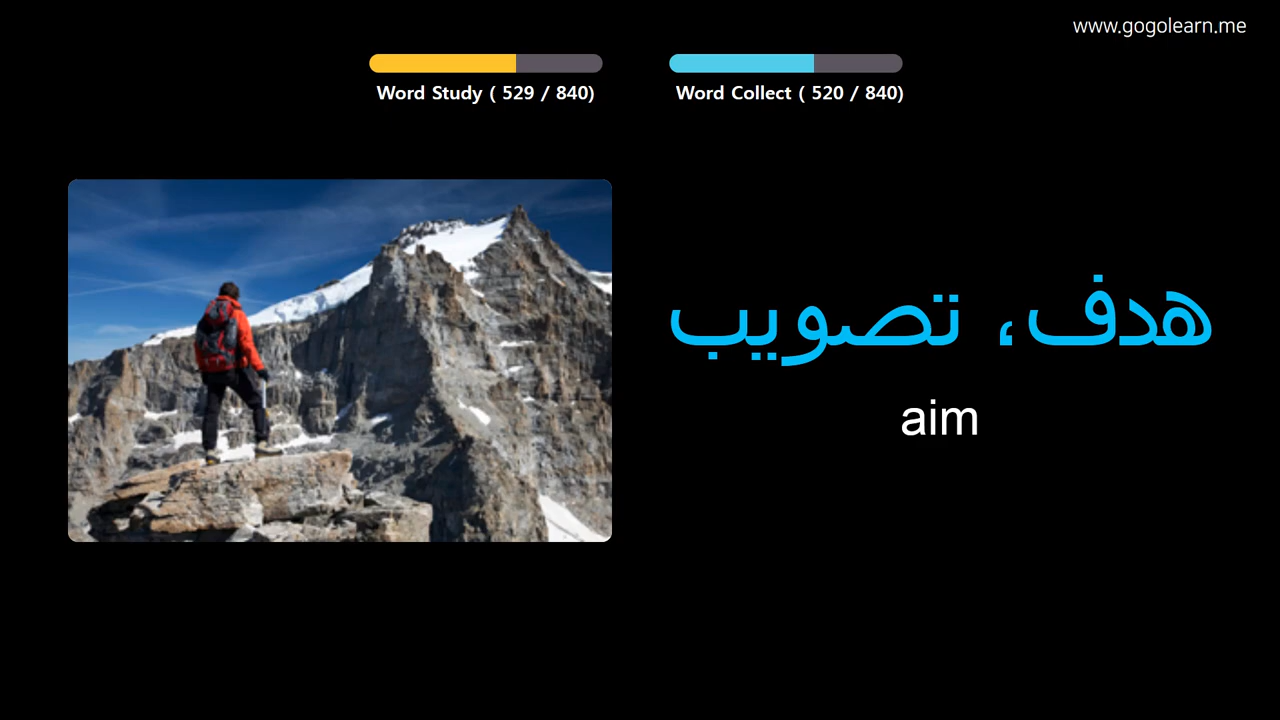 www.gogolearn.me
Word Study ( 529 / 840)
Word Collect ( 520 / 840)
هدف، تصويب
aim